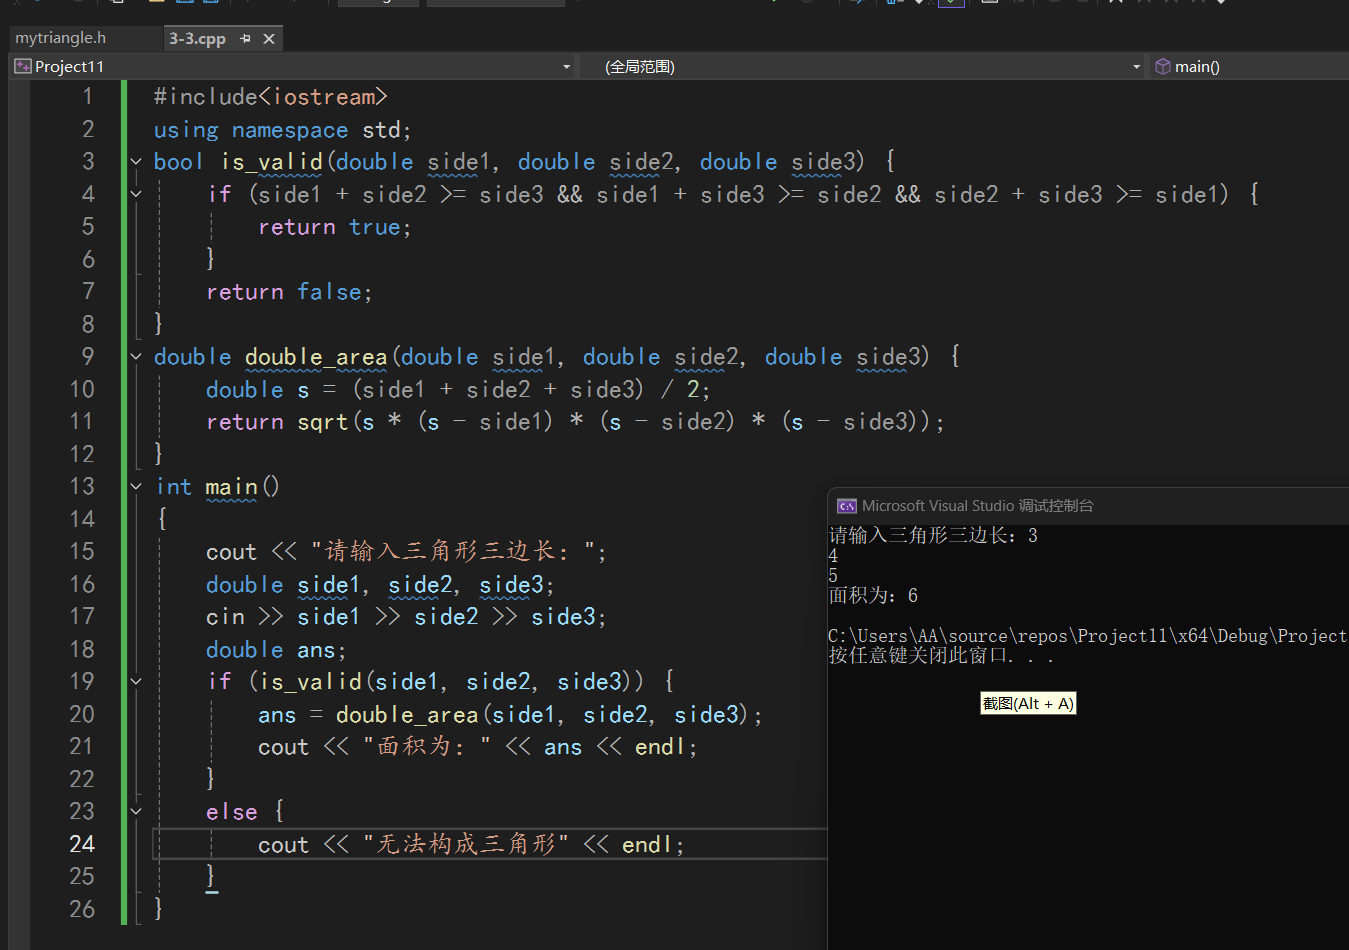 mytriangle.h
3-3.cpp
Project11
(全局范围)
main()
1 #include<iostream>
2 using namespace std;
3 bool is_valid(double side1, double side2, double side3) {
4 if (side1 + side2 >= side3 && side1 + side3 >= side2 && side2 + side3 >= side1) {
5 return true;
6 }
7 return false;
8 }
9 double double_area(double side1, double side2, double side3) {
10 double s = (side1 + side2 + side3) / 2;
11 return sqrt(s * (s - side1) * (s - side2) * (s - side3));
12 }
13 int main()
14 {
15 cout << "请输入三角形三边长：";
16 double side1, side2, side3;
17 cin >> side1 >> side2 >> side3;
18 double ans;
19 if (is_valid(side1, side2, side3)) {
20 ans = double_area(side1, side2, side3);
21 cout << "面积为：" << ans << endl;
22 }
23 else {
24 cout << "无法构成三角形" << endl;
25 }
26 }
Microsoft Visual Studio 调试控制台
请输入三角形三边长：3
4
5
面积为：6
C:\Users\AA\source\repos\Project11\x64\Debug\Project
按任意键关闭此窗口. . .
截图(Alt + A)